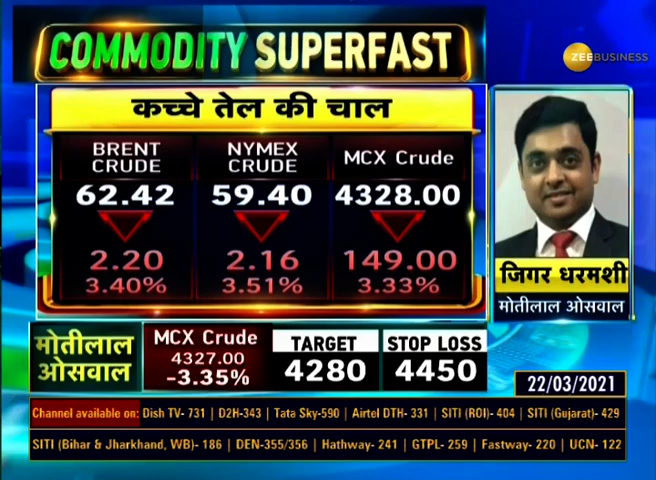 COMMODITY SUPERFAST
ZEEBUSINESS
कच्चे तेल की चाल
BRENT CRUDE
NYMEX CRUDE
MCX Crude
62.42
59.40
4328.00
2.20
2.16
149.00
3.40%
3.51%
3.33%
जिगर धरमशी
मोतीलाल ओसवाल
मोतीलाल ओसवाल
MCX Crude
4327.00
-3.35%
TARGET
4280
STOP LOSS
4450
22/03/2021
Channel available on: Dish TV- 731 | D2H-343 | Tata Sky-590 | Airtel DTH- 331 | SITI (ROI)- 404 | SITI (Gujarat)- 429
SITI (Bihar & Jharkhand, WB)- 186 | DEN-355/356 | Hathway- 241 | GTPL- 259 | Fastway- 220 | UCN- 122